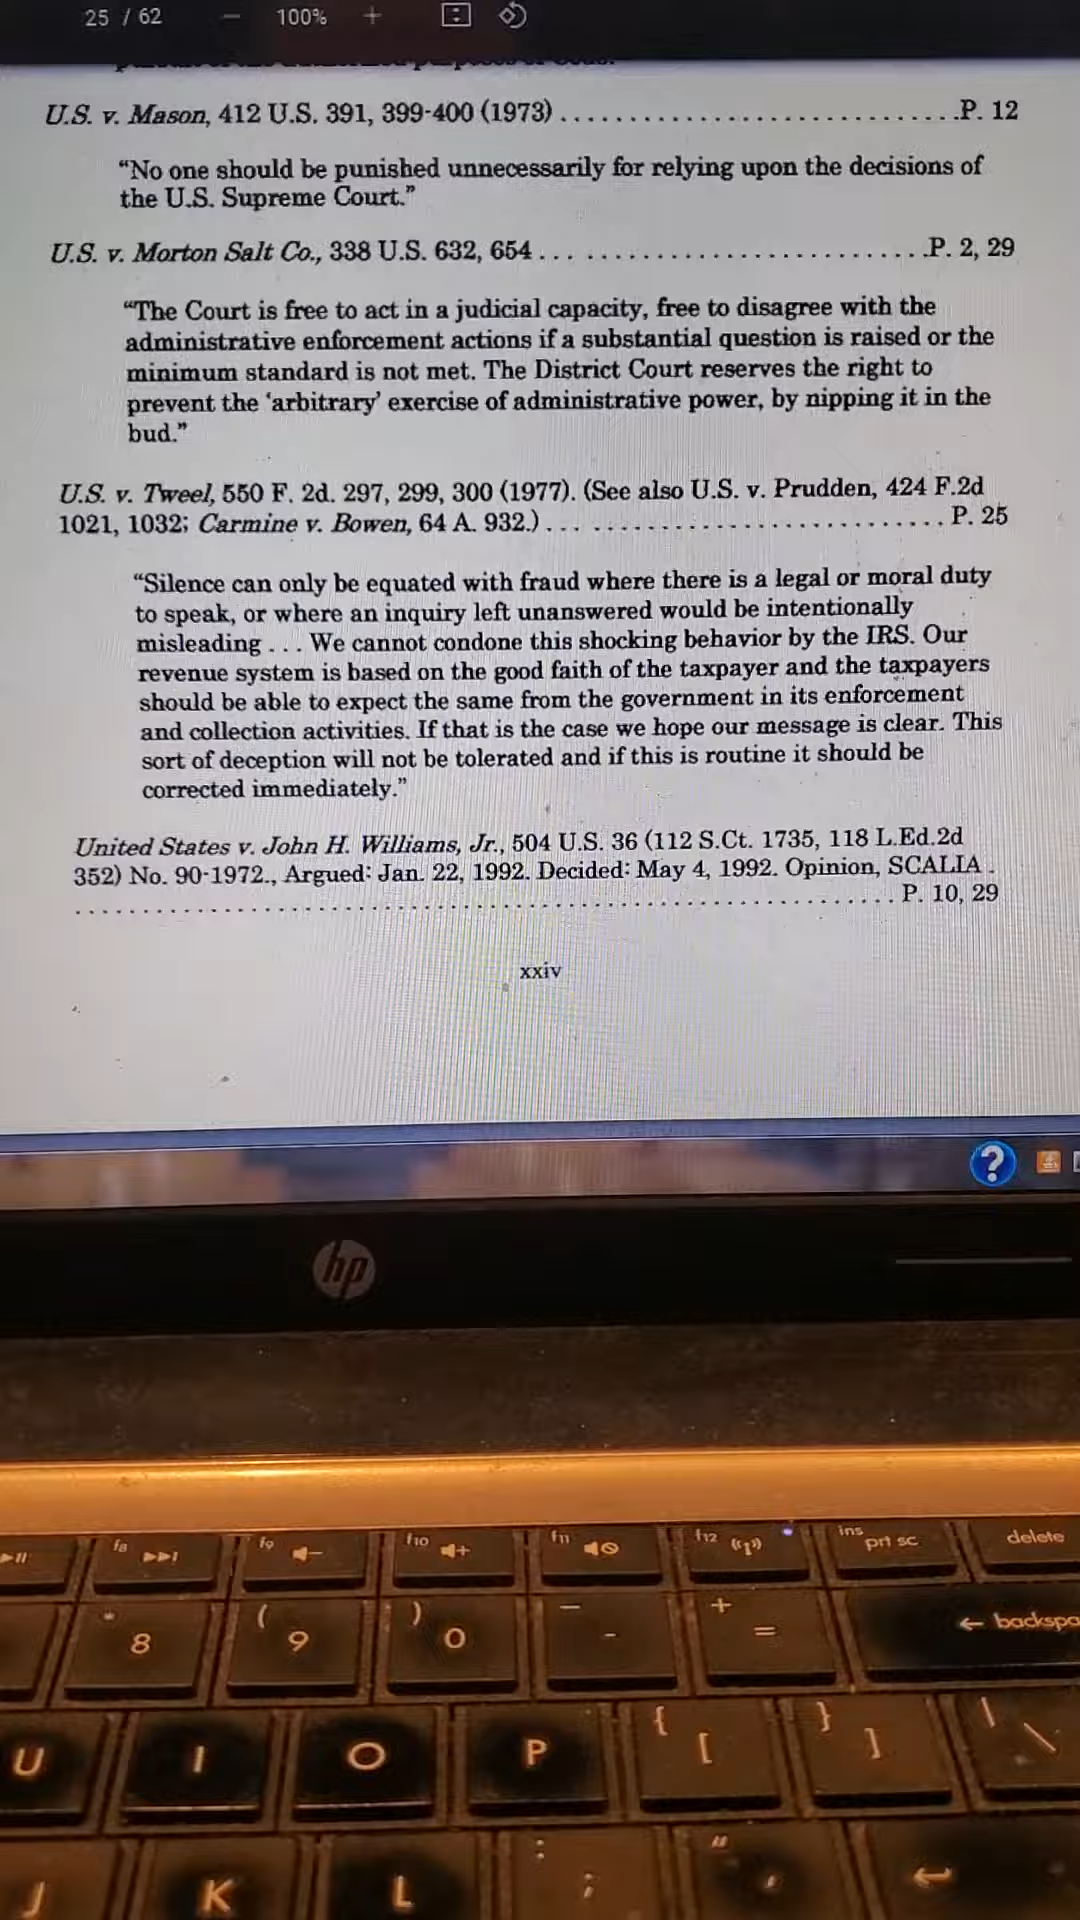 25 / 62 − 100% +
U.S. v. Mason, 412 U.S. 391, 399-400 (1973) ..............................P. 12
“No one should be punished unnecessarily for relying upon the decisions of
the U.S. Supreme Court.”
U.S. v. Morton Salt Co., 338 U.S. 632, 654 ..............................P. 2, 29
“The Court is free to act in a judicial capacity, free to disagree with the
administrative enforcement actions if a substantial question is raised or the
minimum standard is not met. The District Court reserves the right to
prevent the ‘arbitrary’ exercise of administrative power, by nipping it in the
bud.”
U.S. v. Tweel, 550 F. 2d. 297, 299, 300 (1977). (See also U.S. v. Prudden, 424 F.2d
1021, 1032; Carmine v. Bowen, 64 A. 932.) .............................. P. 25
“Silence can only be equated with fraud where there is a legal or moral duty
to speak, or where an inquiry left unanswered would be intentionally
misleading . . . We cannot condone this shocking behavior by the IRS. Our
revenue system is based on the good faith of the taxpayer and the taxpayers
should be able to expect the same from the government in its enforcement
and collection activities. If that is the case we hope our message is clear. This
sort of deception will not be tolerated and if this is routine it should be
corrected immediately.”
United States v. John H. Williams, Jr., 504 U.S. 36 (112 S.Ct. 1735, 118 L.Ed.2d
352) No. 90-1972., Argued: Jan. 22, 1992. Decided: May 4, 1992. Opinion, SCALIA .
.............................................................. P. 10, 29
xxiv
?
hp
f8 f9 f10 f11 f12 ins prt sc delete
* 8 ( 9 ) 0 − - + = ← backspa
U I O P { [ } ] | \
J K L : ; " '